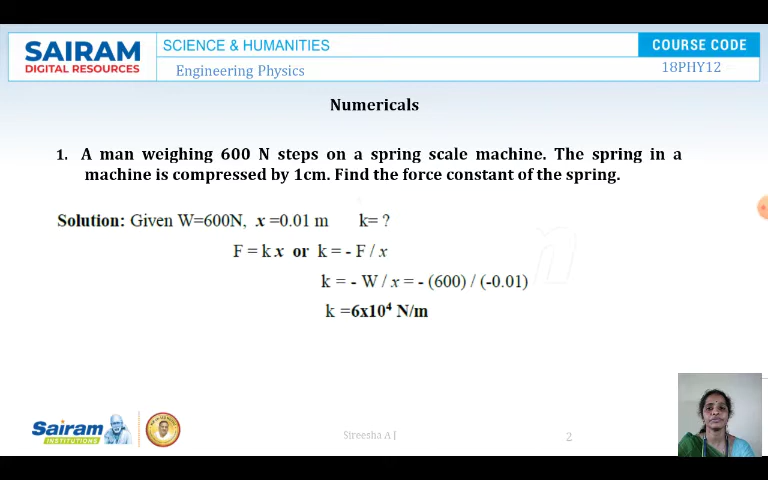 SAIRAM
DIGITAL RESOURCES
SCIENCE & HUMANITIES
COURSE CODE
Engineering Physics
18PHY12
Numericals
1. A man weighing 600 N steps on a spring scale machine. The spring in a
machine is compressed by 1cm. Find the force constant of the spring.
Solution: Given W=600N, x =0.01 m k= ?
F = k x or k = - F / x
k = - W / x = - (600) / (-0.01)
k =6x10⁴ N/m
Sairam
INSTITUTIONS
Sireesha A J
2